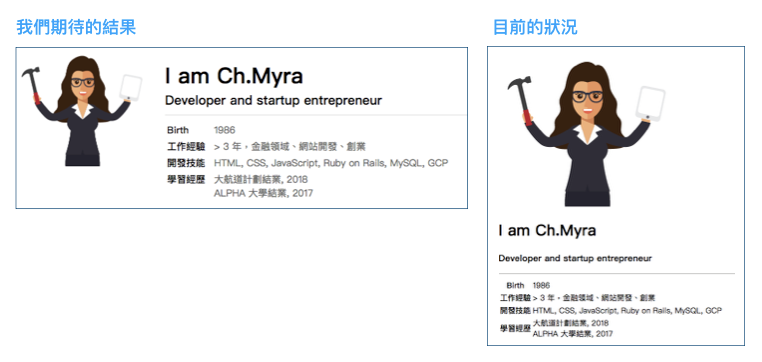 我們期待的結果
I am Ch.Myra
Developer and startup entrepreneur
Birth 1986
工作經驗 > 3 年，金融領域、網站開發、創業
開發技能 HTML, CSS, JavaScript, Ruby on Rails, MySQL, GCP
學習經歷 大航道計劃結業, 2018
ALPHA 大學結業, 2017
目前的狀況
I am Ch.Myra
Developer and startup entrepreneur
Birth 1986
工作經驗 > 3 年，金融領域、網站開發、創業
開發技能 HTML, CSS, JavaScript, Ruby on Rails, MySQL, GCP
學習經歷 大航道計劃結業, 2018
ALPHA 大學結業, 2017